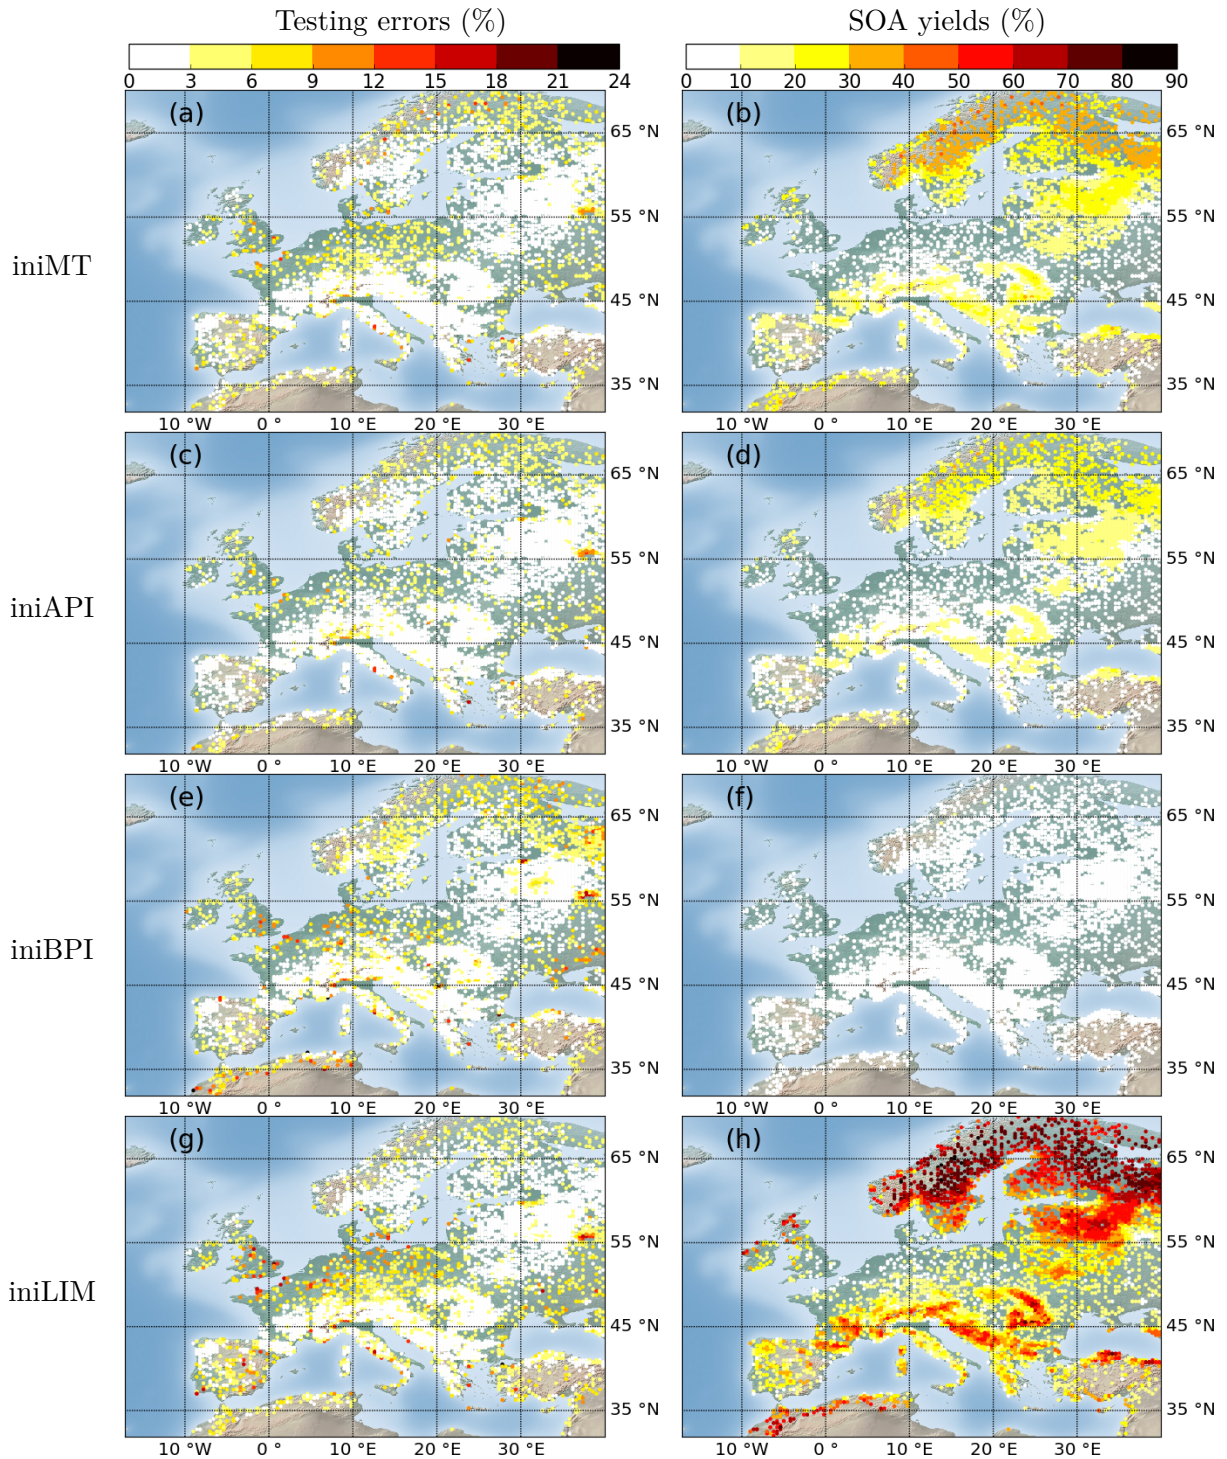 Testing errors (%) SOA yields (%)
0 3 6 9 12 15 18 21 24 0 10 20 30 40 50 60 70 80 90
(a) (b)
65 °N 65 °N
55 °N 55 °N
iniMT
45 °N 45 °N
35 °N 35 °N
10 °W 0 ° 10 °E 20 °E 30 °E 10 °W 0 ° 10 °E 20 °E 30 °E
(c) (d)
65 °N 65 °N
55 °N 55 °N
iniAPI
45 °N 45 °N
35 °N 35 °N
10 °W 0 ° 10 °E 20 °E 30 °E 10 °W 0 ° 10 °E 20 °E 30 °E
(e) (f)
65 °N 65 °N
55 °N 55 °N
iniBPI
45 °N 45 °N
35 °N 35 °N
10 °W 0 ° 10 °E 20 °E 30 °E 10 °W 0 ° 10 °E 20 °E 30 °E
(g) (h)
65 °N 65 °N
55 °N 55 °N
iniLIM
45 °N 45 °N
35 °N 35 °N
10 °W 0 ° 10 °E 20 °E 30 °E 10 °W 0 ° 10 °E 20 °E 30 °E